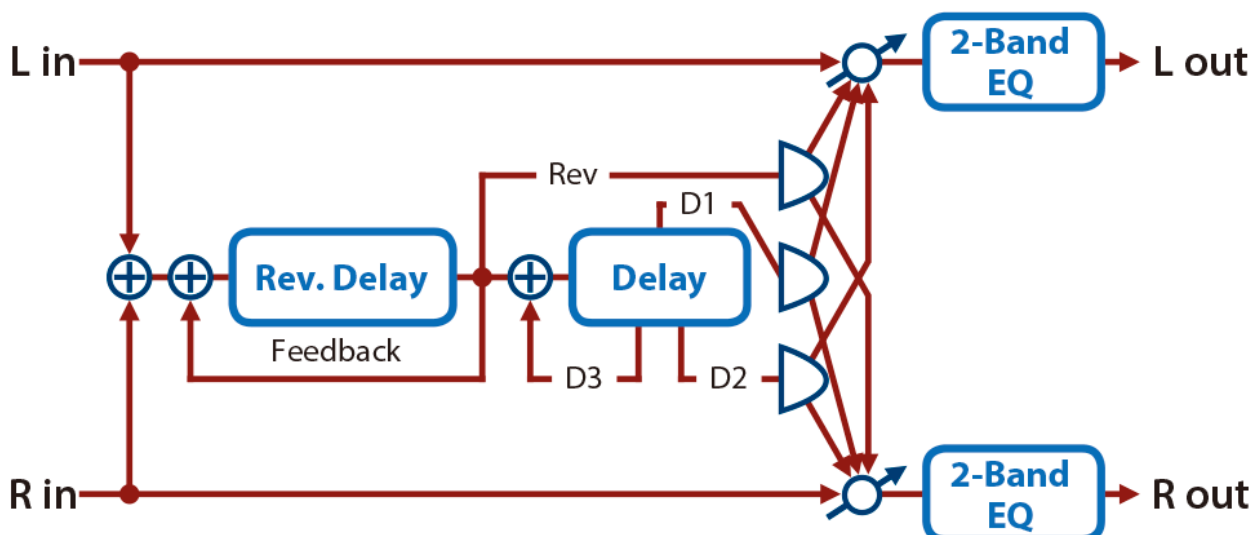 L in
2-Band
EQ
L out
Rev
D1
Rev. Delay
Delay
Feedback
D3
D2
R in
2-Band
EQ
R out